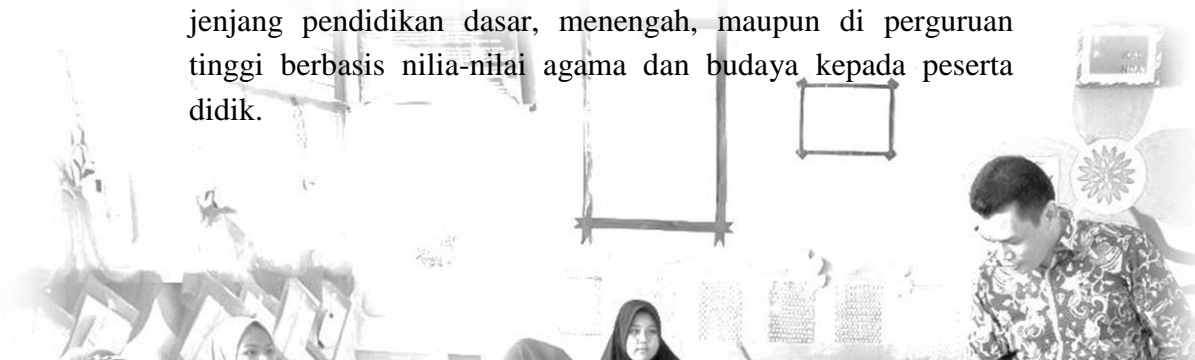 jenjang pendidikan dasar, menengah, maupun di perguruan
tinggi berbasis nilia-nilai agama dan budaya kepada peserta
didik.